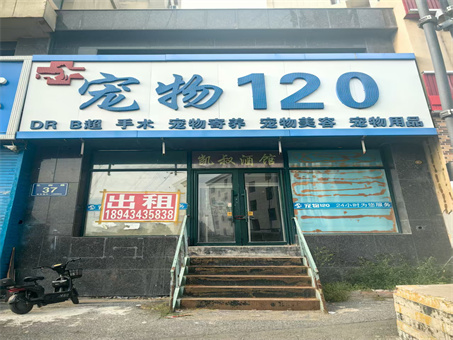 宠物120
DR B超 手术 宠物寄养 宠物美容 宠物用品
凯叔酒馆
37
出租
18943435838
宠物120 24小时为您服务